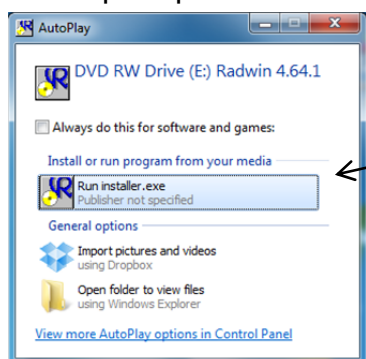 AutoPlay
DVD RW Drive (E:) Radwin 4.64.1
Always do this for software and games:
Install or run program from your media
Run installer.exe
Publisher not specified
General options
Import pictures and videos
using Dropbox
Open folder to view files
using Windows Explorer
View more AutoPlay options in Control Panel